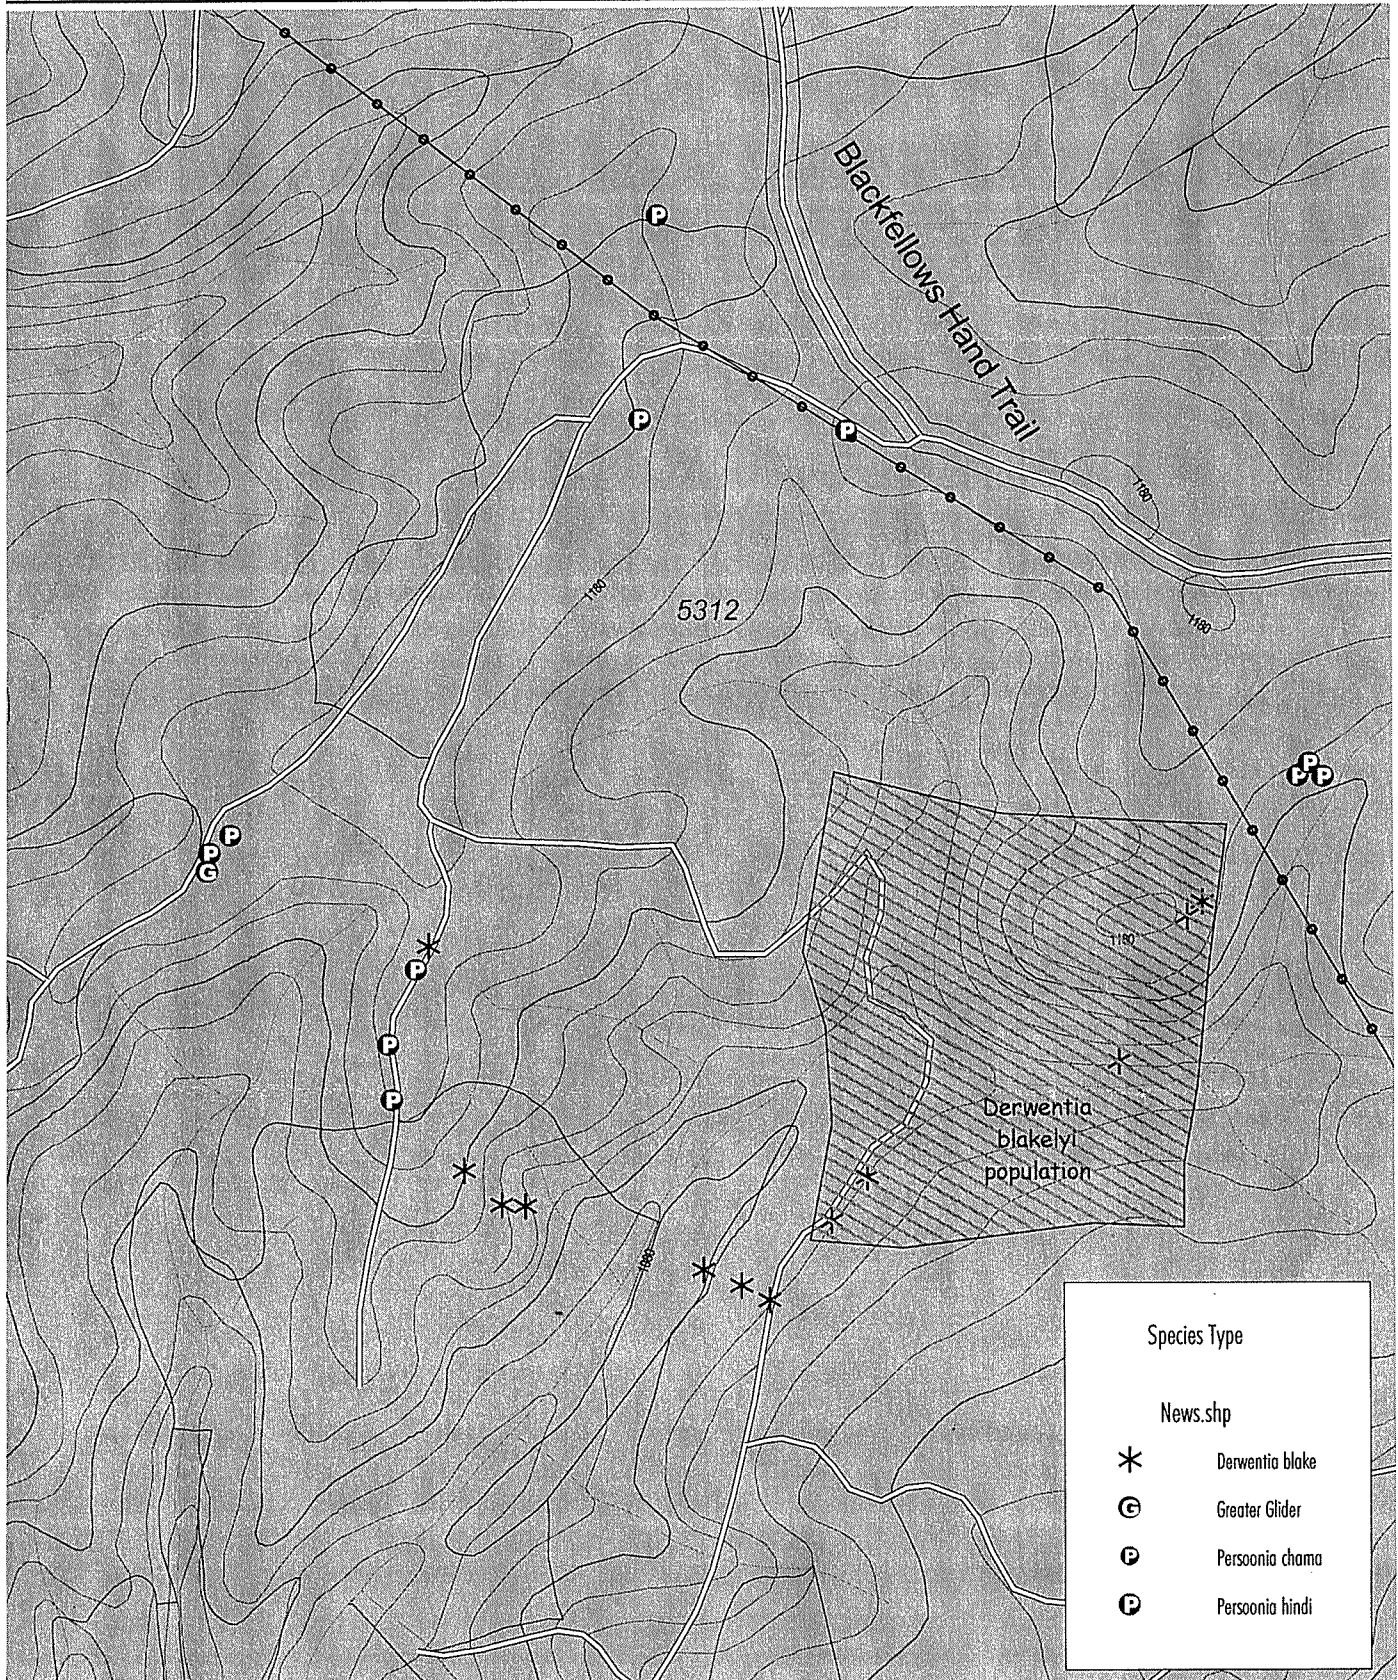 P
Blackfellows Hand Trail
P
P
1180
1180
5312
1180
P
P
P
P
P
G
1180
P
P
P
Derwentia
blakelyi
population
1080
Species Type
News.shp
Derwentia blake
G Greater Glider
P Persoonia chama
P Persoonia hindi